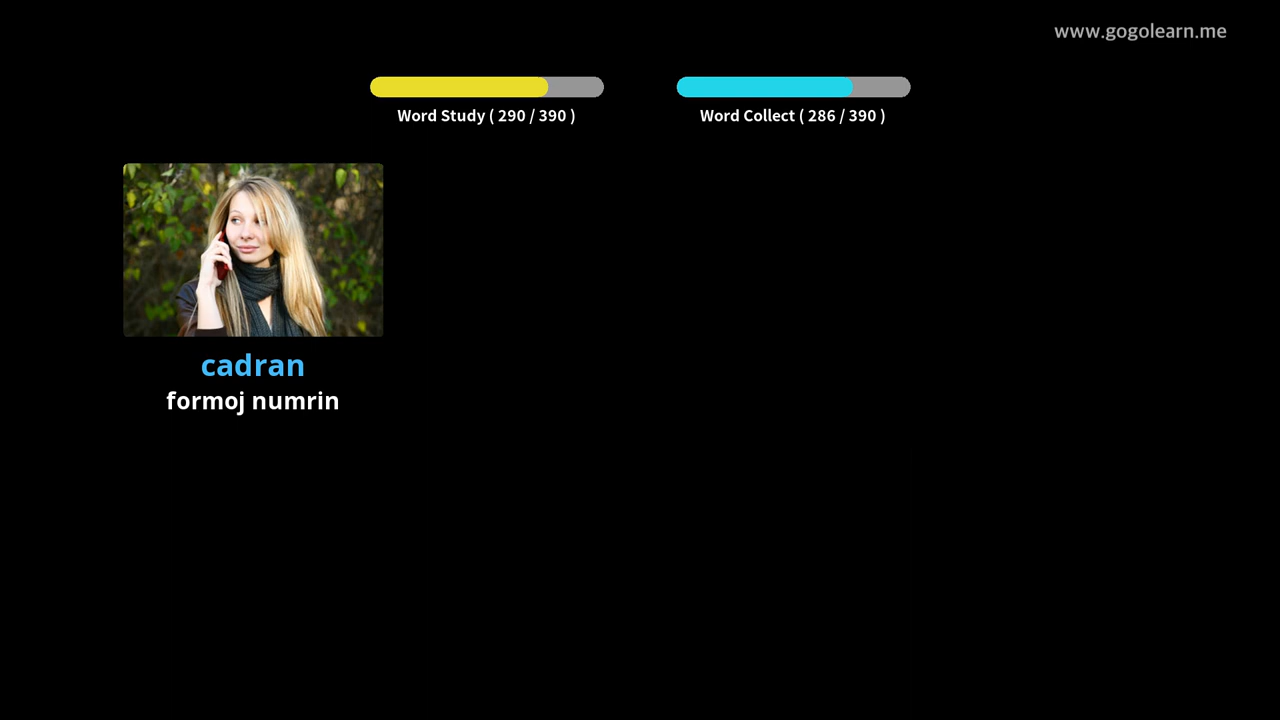 www.gogolearn.me
Word Study ( 290 / 390 )
Word Collect ( 286 / 390 )
cadran
formoj numrin